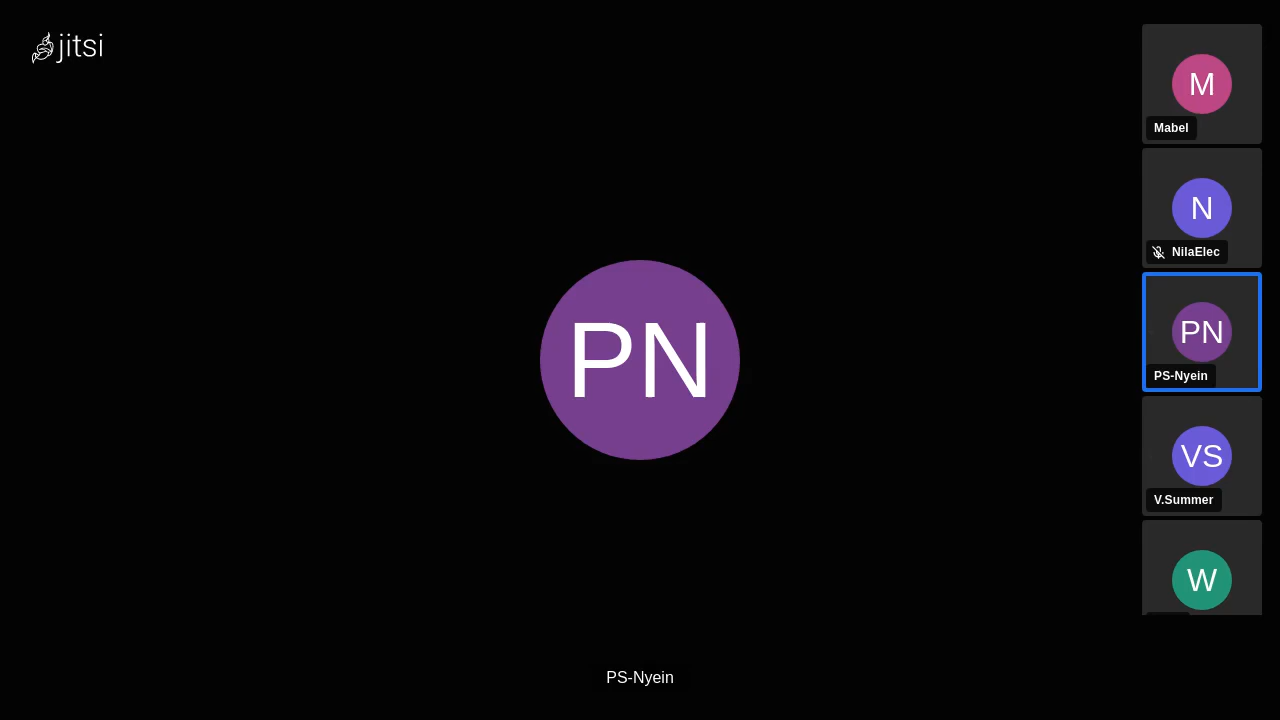 jitsi
M
Mabel
N
NilaElec
PN
PS-Nyein
VS
V.Summer
W
PN
PS-Nyein